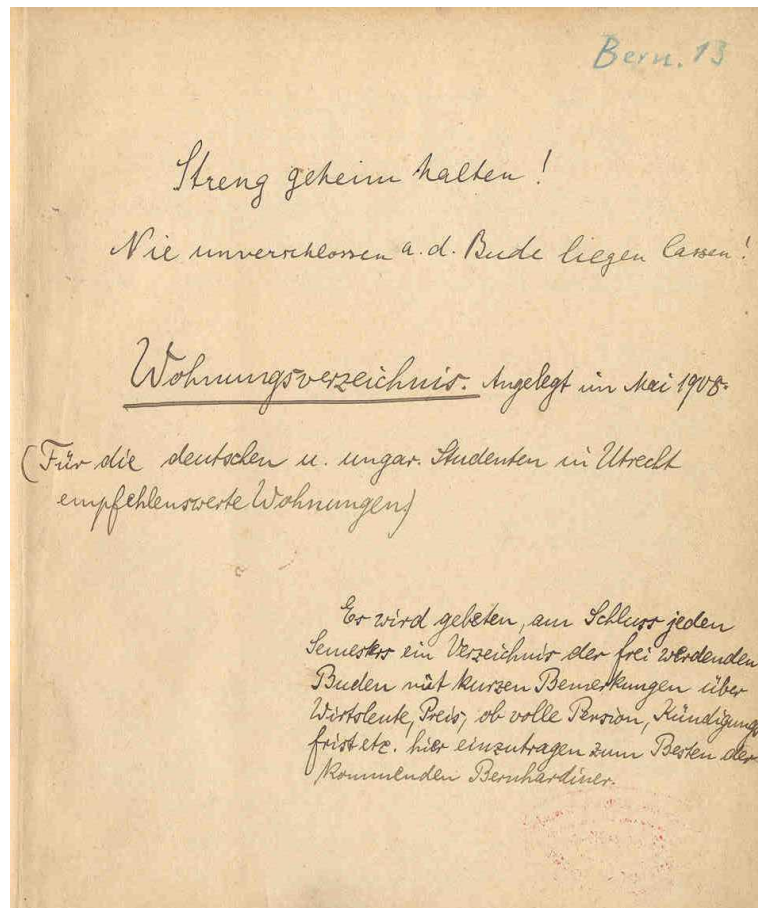 Bern. 13
Streng geheim halten!
Nie unverschlossen a. d. Bude liegen lassen!
Wohnungsverzeichnis. Angelegt im Mai 1908.
(Für die deutschen u. ungar. Studenten in Utrecht
empfehlenswerte Wohnungen)
Es wird gebeten, am Schluss jeden
Semesters ein Verzeichnis der frei werdenden
Buden mit kurzen Bemerkungen über
Wirtsleute, Preis, ob volle Pension, Kündigungs
frist etc. hier einzutragen zum Besten der
kommenden Bernhardiner.